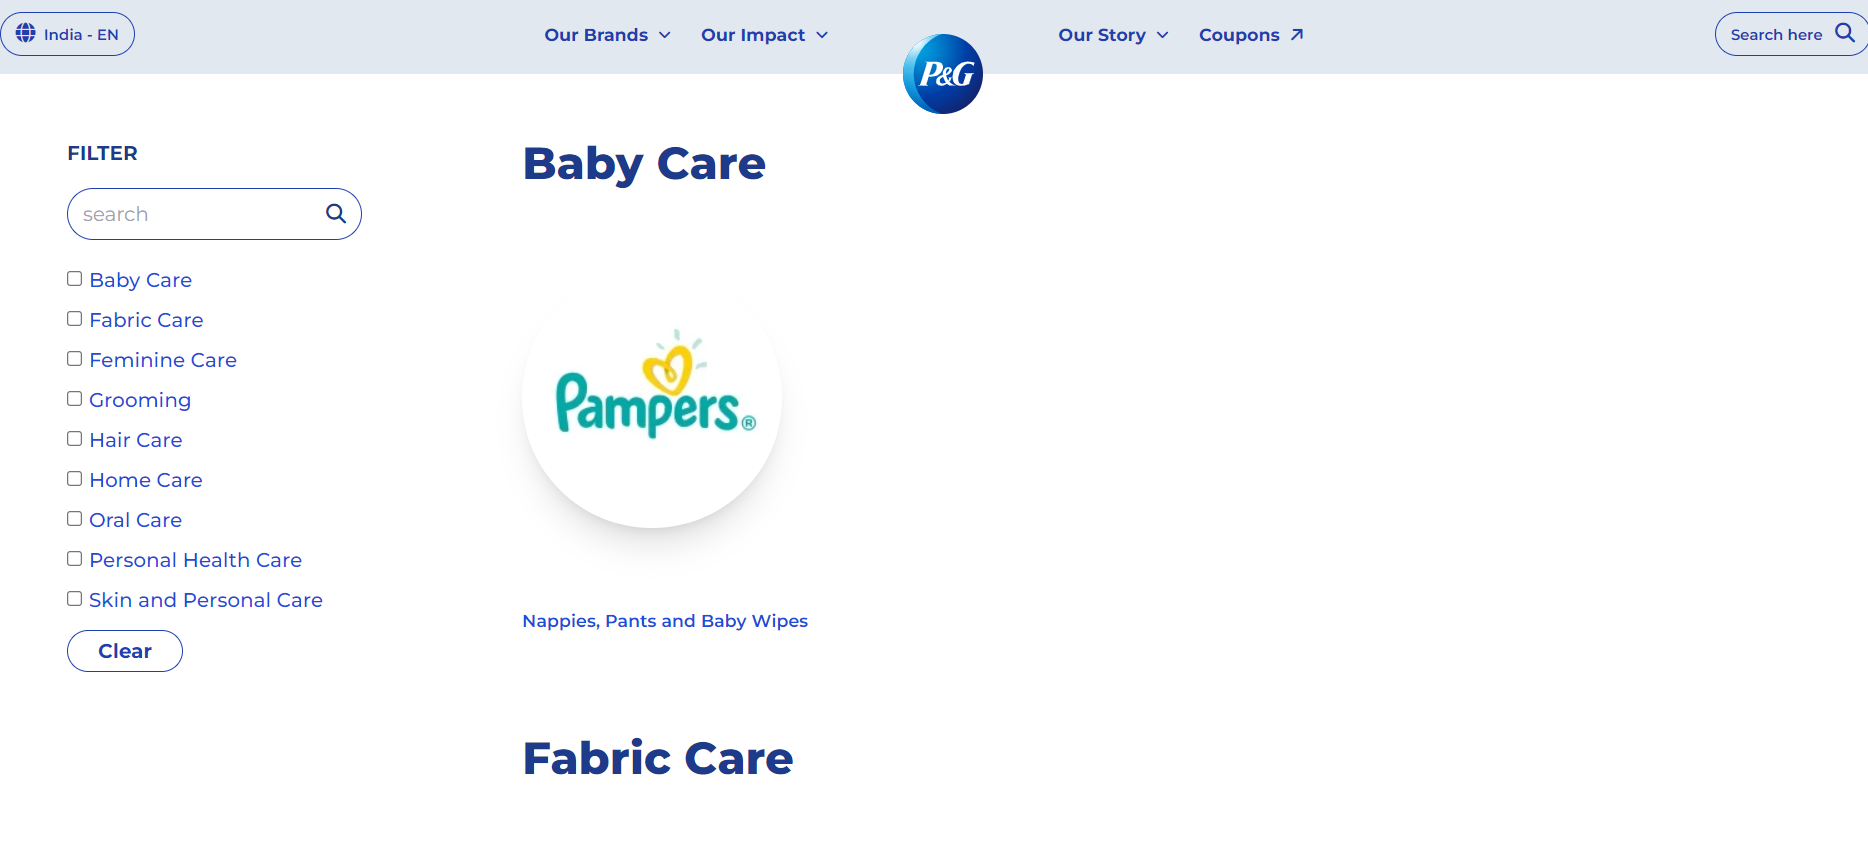 India - EN
Our Brands
Our Impact
P&G
Our Story
Coupons
Search here
FILTER
search
Baby Care
Fabric Care
Feminine Care
Grooming
Hair Care
Home Care
Oral Care
Personal Health Care
Skin and Personal Care
Clear
Baby Care
Pampers®
Nappies, Pants and Baby Wipes
Fabric Care